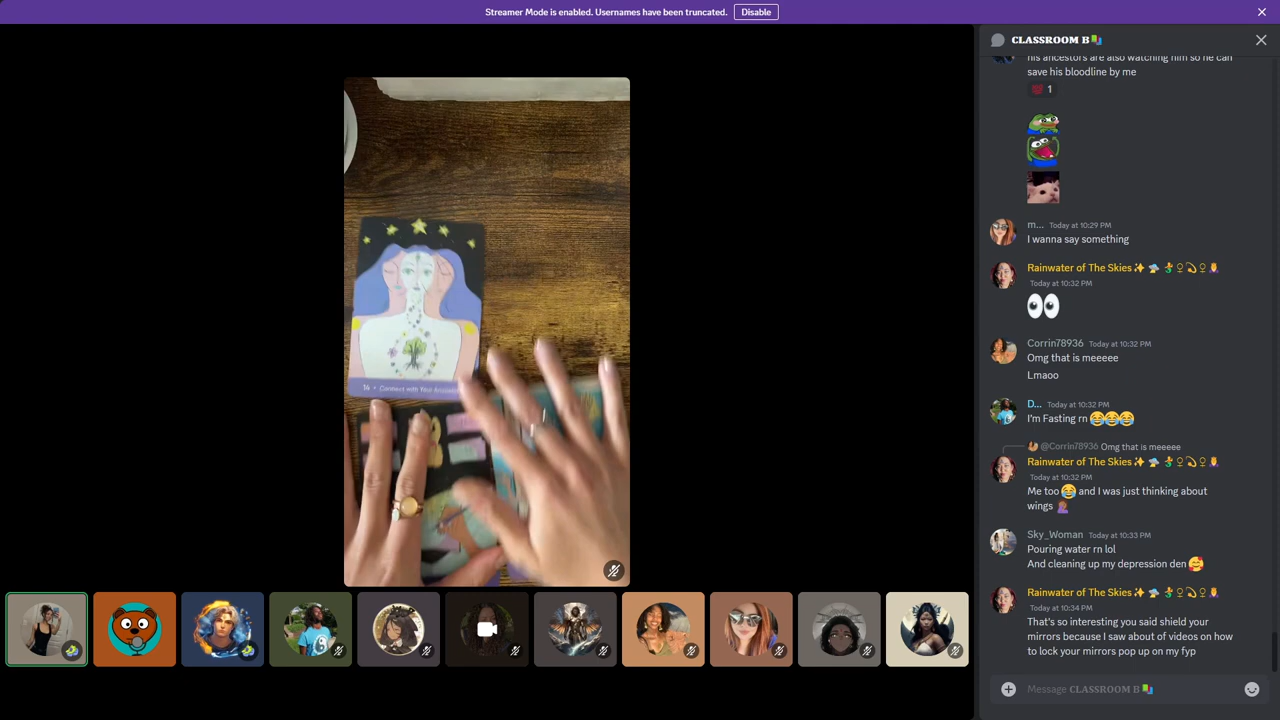 Streamer Mode is enabled. Usernames have been truncated. Disable
CLASSROOM B
his ancestors are also watching him so he can
save his bloodline by me
1
m... Today at 10:29 PM
I wanna say something
Rainwater of The Skies
Today at 10:32 PM
Corrin78936 Today at 10:32 PM
Omg that is meeeee
Lmaoo
D... Today at 10:32 PM
I'm Fasting rn 😂😂😂
@Corrin78936 Omg that is meeeee
Rainwater of The Skies
Today at 10:32 PM
Me too 😂 and I was just thinking about
wings
Sky_Woman Today at 10:33 PM
Pouring water rn lol
And cleaning up my depression den 🥰
Rainwater of The Skies
Today at 10:34 PM
That's so interesting you said shield your
mirrors because I saw about of videos on how
to lock your mirrors pop up on my fyp
Message CLASSROOM B
14 • Connect with Your